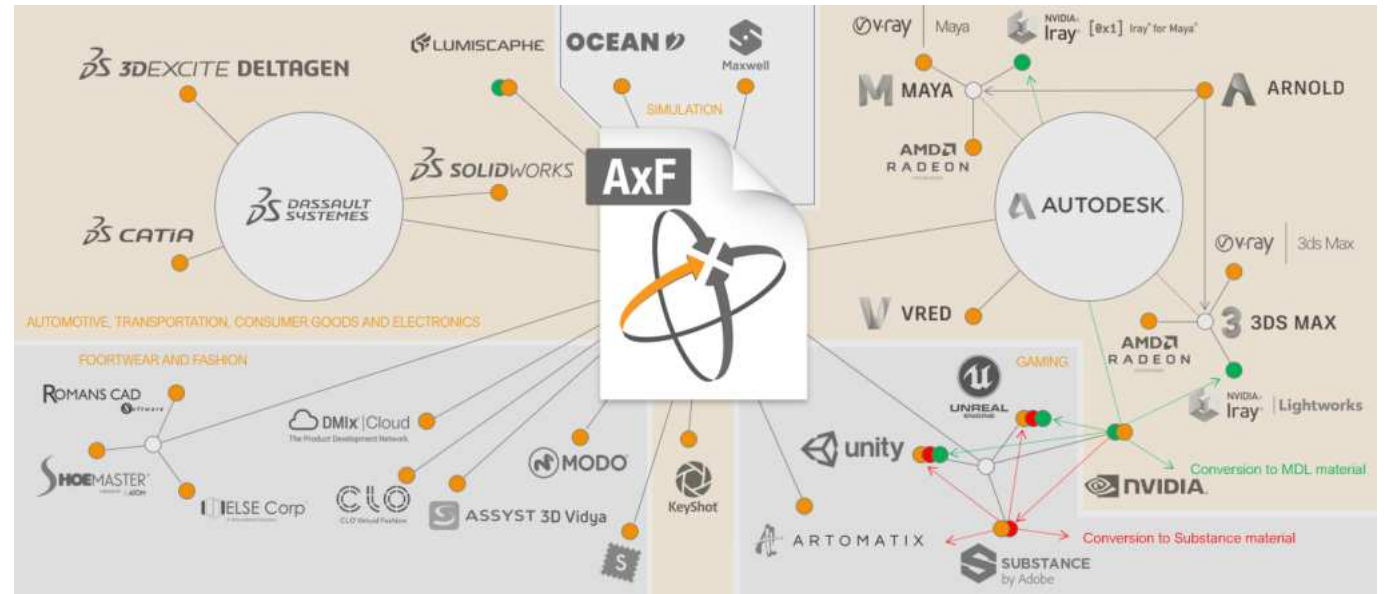 3DEXCITE DELTAGEN
LUMISCAPHE
OCEAN
Maxwell
SIMULATION
DASSAULT
SYSTEMES
SOLIDWORKS
CATIA
AUTOMOTIVE, TRANSPORTATION, CONSUMER GOODS AND ELECTRONICS
AxF
v-ray | Maya
NVIDIA
Iray [0x1] Iray for Maya
MAYA
ARNOLD
AMD
RADEON
AUTODESK
v-ray | 3ds Max
VRED
3DS MAX
AMD
RADEON
NVIDIA
Iray | Lightworks
FOORTWEAR AND FASHION
ROMANS CAD
Software
SHOEMASTER
ELSE Corp
DMIx|Cloud
The Product Development Network
CLO
CLO Virtual Fashion
ASSYST 3D Vidya
S
MODO
KeyShot
GAMING
UNREAL
ENGINE
unity
NVIDIA
Conversion to MDL material
ARTOMATIX
SUBSTANCE
by Adobe
Conversion to Substance material